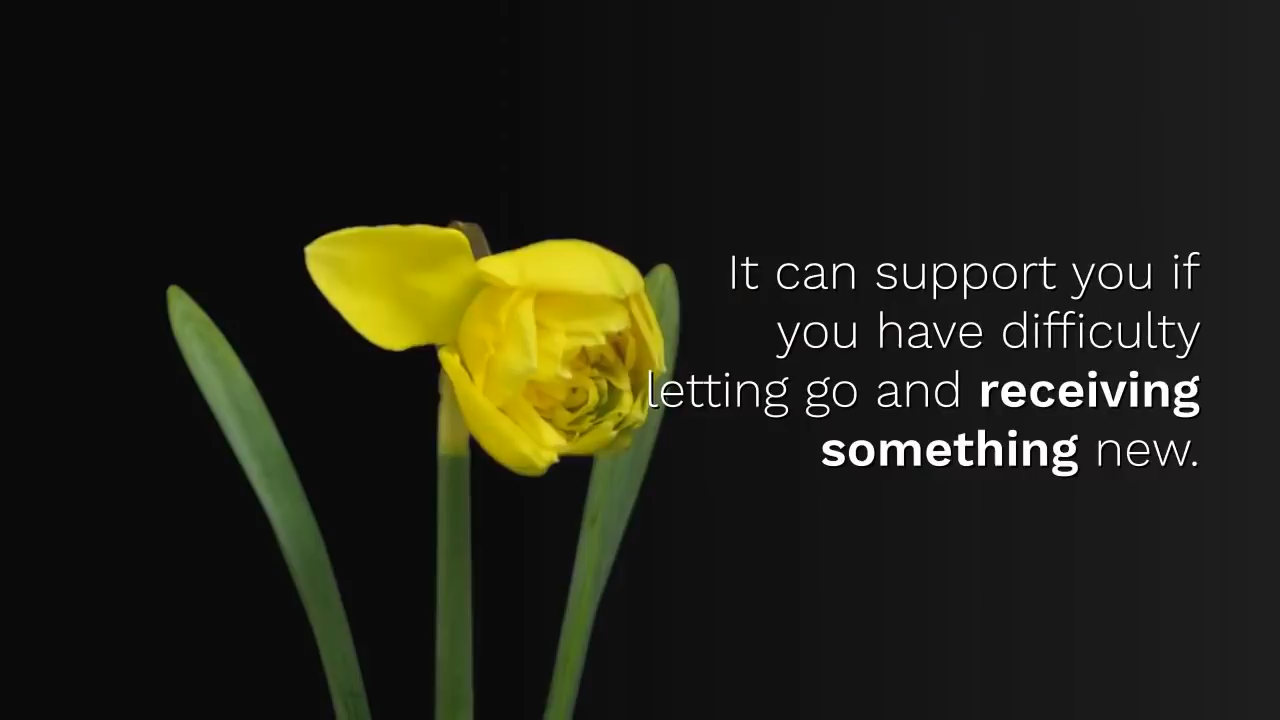 It can support you if
you have difficulty
letting go and receiving
something new.